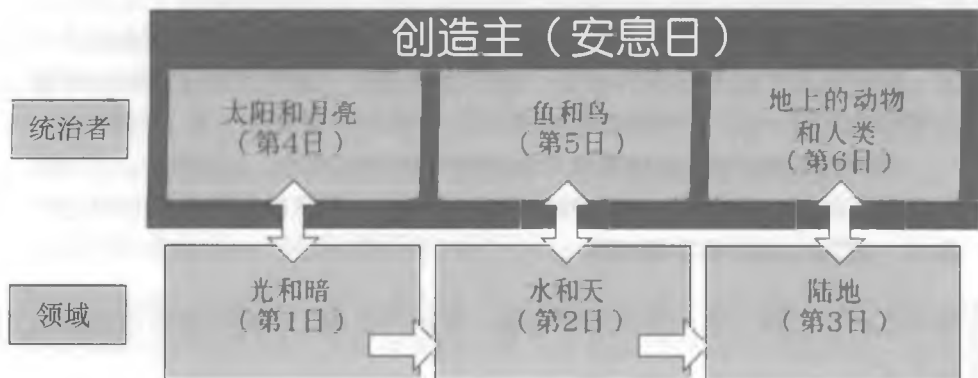 创造主（安息日）
统治者
太阳和月亮
（第4日）
鱼和鸟
（第5日）
地上的动物
和人类
（第6日）
领域
光和暗
（第1日）
水和天
（第2日）
陆地
（第3日）